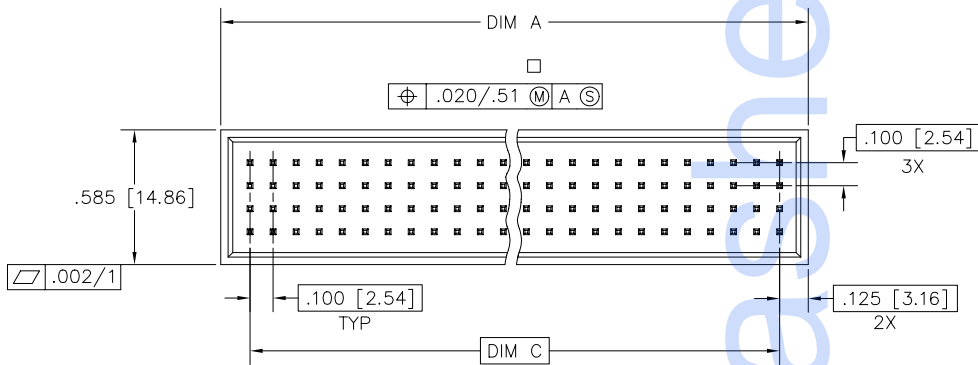 DIM A
⌖ .020/.51 Ⓜ A Ⓢ
.100 [2.54]
3X
.585 [14.86]
⏥ .002/1
.100 [2.54]
TYP
.125 [3.16]
2X
DIM C
ashe